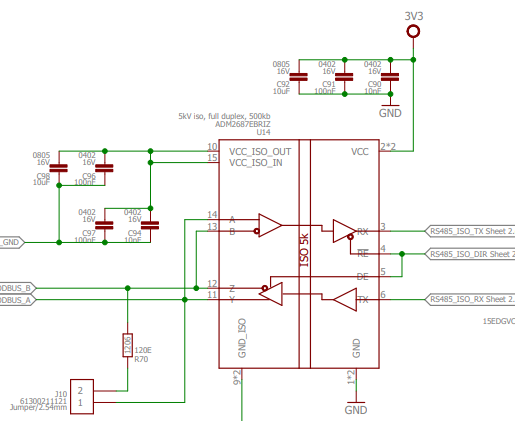 3V3
0805
16V
C92
10uF
0402
16V
C91
100nF
0402
16V
C90
10nF
GND
5kV iso, full duplex, 500kb
ADM2687EBRIZ
U14
10
VCC_ISO_OUT
15
VCC_ISO_IN
VCC
2*2
0805
16V
C98
10uF
0402
16V
C96
100nF
0402
16V
C97
100nF
0402
16V
C94
10nF
_GND
14
A
13
B
ISO 5k
RX
3
RS485_ISO_TX Sheet 2.
RE
4
RS485_ISO_DIR Sheet 2
DE
5
12
Z
11
Y
TX
6
RS485_ISO_RX Sheet 2.
ODBUS_B
ODBUS_A
15EDGVC
GND_ISO
GND
9*2
1*2
1206
120E
R70
J10
61300211121
Jumper/2.54mm
2
1
GND